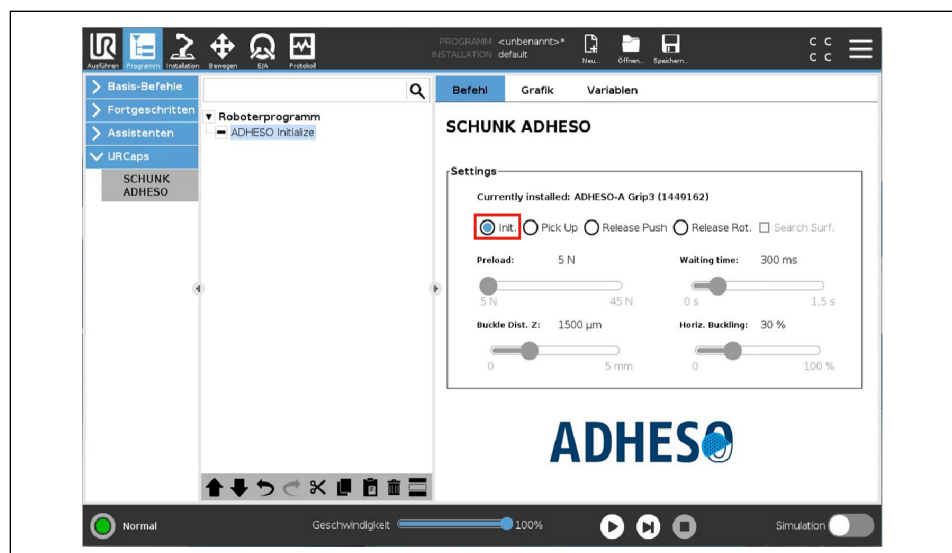 UR
PROGRAMM <unbenannt>*
INSTALLATION default
Ausführen Programm Installation Bewegen E/A Protokoll
Neu... Öffnen... Speichern...
C C
C C
Basis-Befehle
Fortgeschritten
Assistenten
URCaps
SCHUNK
ADHESO
Roboterprogramm
ADHESO Initialize
Befehl Grafik Variablen
SCHUNK ADHESO
Settings
Currently installed: ADHESO-A Grip3 (1449162)
Init. Pick Up Release Push Release Rot. Search Surf.
Preload: 5 N Waiting time: 300 ms
5 N 45 N 0 s 1,5 s
Buckle Dist. Z: 1500 µm Horiz. Buckling: 30 %
0 5 mm 0 100 %
ADHESO
Normal Geschwindigkeit 100% Simulation